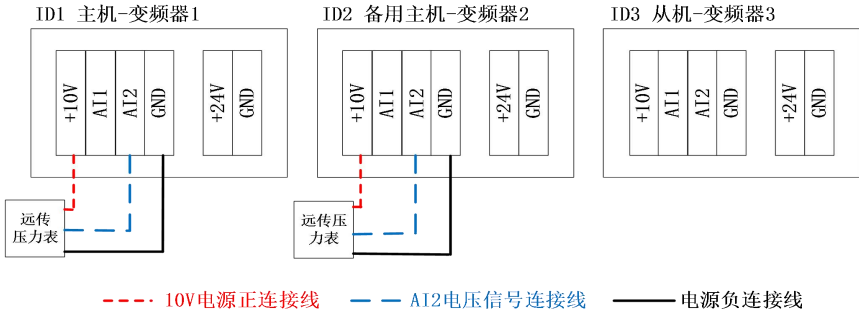 ID1 主机-变频器1
ID2 备用主机-变频器2
ID3 从机-变频器3
+10V AI1 AI2 GND +24V GND
+10V AI1 AI2 GND +24V GND
+10V AI1 AI2 GND +24V GND
远传
压力表
远传压
力表
10V电源正连接线
AI2电压信号连接线
电源负连接线